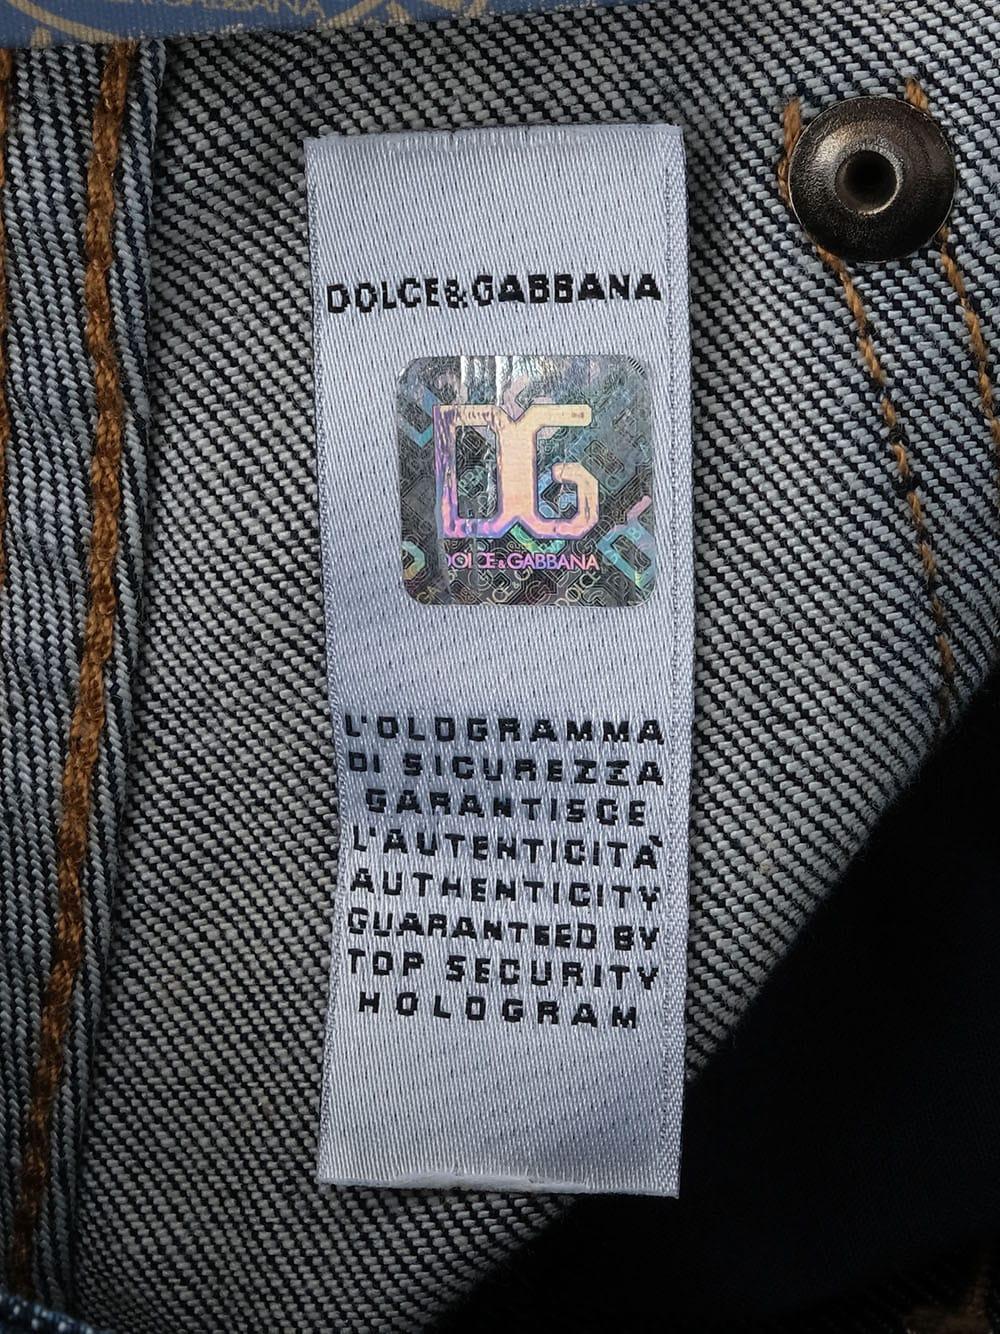 DOLCE&GABBANA
DG
DOLCE&GABBANA
L'OLOGRAMMA
DI SICUREZZA
GARANTISCE
L'AUTENTICITÀ
AUTHENTICITY
GUARANTEED BY
TOP SECURITY
HOLOGRAM